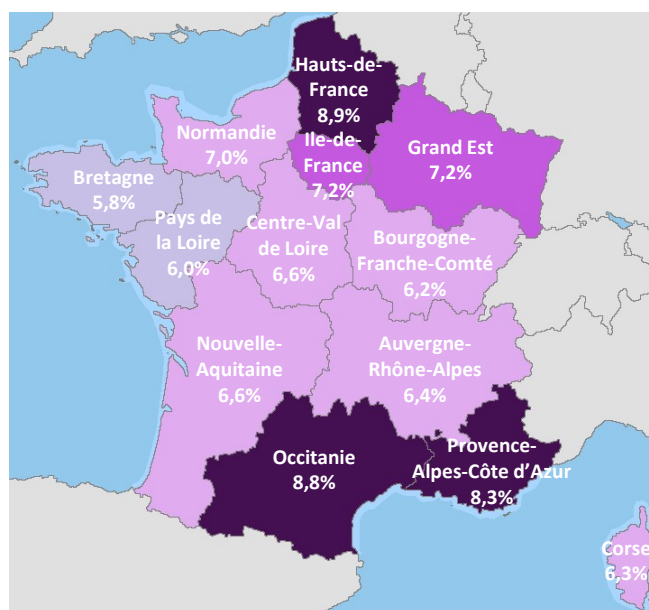 Hauts-de-
France
8,9%
Normandie
7,0%
Ile-de-
France
7,2%
Grand Est
7,2%
Bretagne
5,8%
Pays de
la Loire
6,0%
Centre-Val
de Loire
6,6%
Bourgogne-
Franche-Comté
6,2%
Nouvelle-
Aquitaine
6,6%
Auvergne-
Rhône-Alpes
6,4%
Occitanie
8,8%
Provence-
Alpes-Côte d’Azur
8,3%
Corse
6,3%